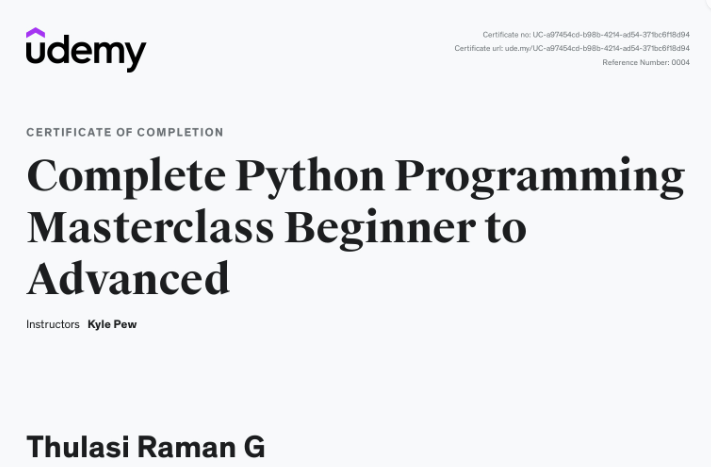 udemy
Certificate no: UC-a97454cd-b98b-4214-ad54-371bc6f18d94
Certificate url: ude.my/UC-a97454cd-b98b-4214-ad54-371bc6f18d94
Reference Number: 0004
CERTIFICATE OF COMPLETION
Complete Python Programming
Masterclass Beginner to
Advanced
Instructors Kyle Pew
Thulasi Raman G